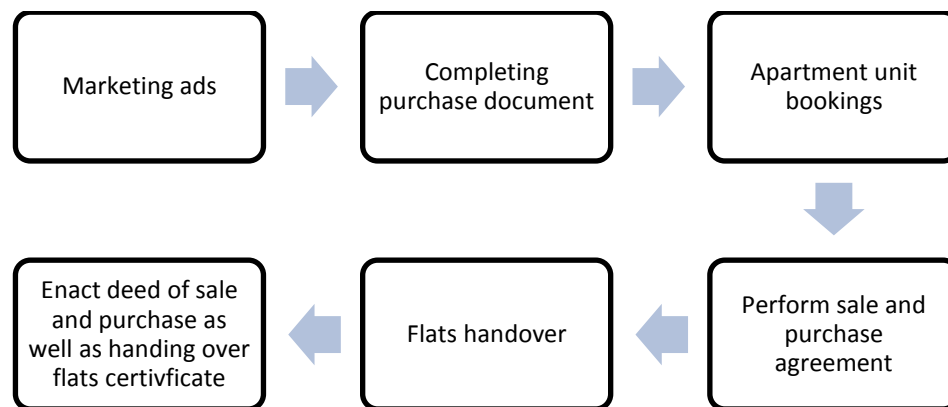 Marketing ads
Completing
purchase document
Apartment unit
bookings
Perform sale and
purchase
agreement
Flats handover
Enact deed of sale
and purchase as
well as handing over
flats certivficate